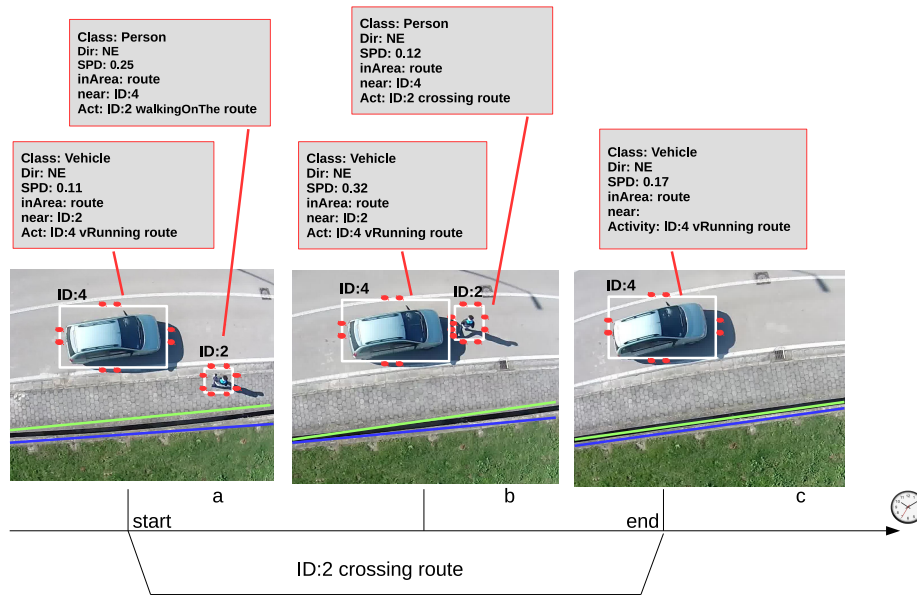 Class: Person
Dir: NE
SPD: 0.25
inArea: route
near: ID:4
Act: ID:2 walkingOnThe route
Class: Person
Dir: NE
SPD: 0.12
inArea: route
near: ID:4
Act: ID:2 crossing route
Class: Vehicle
Dir: NE
SPD: 0.11
inArea: route
near: ID:2
Act: ID:4 vRunning route
Class: Vehicle
Dir: NE
SPD: 0.32
inArea: route
near: ID:2
Act: ID:4 vRunning route
Class: Vehicle
Dir: NE
SPD: 0.17
inArea: route
near:
Activity: ID:4 vRunning route
ID:4
ID:2
ID:4
ID:2
ID:4
a
b
c
start
end
ID:2 crossing route